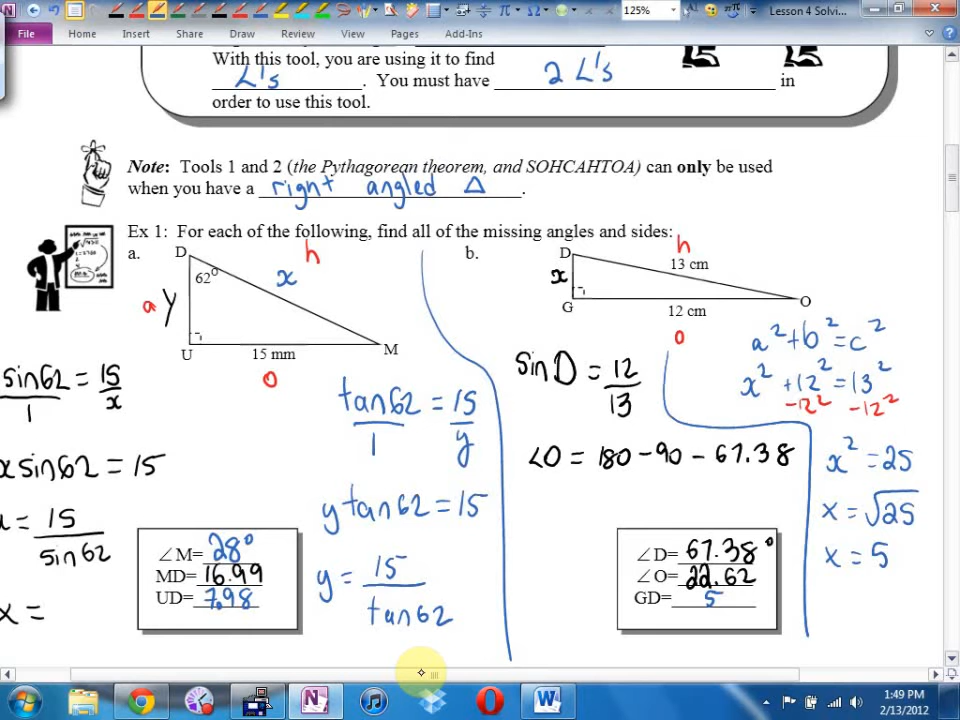 125%
Lesson 4 Solvi...
File Home Insert Share Draw Review View Pages Add-Ins
With this tool, you are using it to find
∠'s. You must have 2 ∠'s in
order to use this tool.
Note: Tools 1 and 2 (the Pythagorean theorem, and SOHCAHTOA) can only be used
when you have a right angled Δ.
Ex 1: For each of the following, find all of the missing angles and sides:
a.
D
h
62°
x
a y
U
15 mm
M
o
sin62 = 15
1 x
x sin62 = 15
15
sin62
x =
tan62 = 15
1 y
y tan62 = 15
y = 15
tan62
∠M= 28°
MD= 16.99
UD= 7.98
b.
D
h
13 cm
x
G
12 cm
O
o
sin D = 12
13
∠O = 180 - 90 - 67.38
a² + b² = c²
x² + 12² = 13²
-12² -12²
x² = 25
x = √25
x = 5
∠D= 67.38°
∠O= 22.62
GD= 5
1:49 PM
2/13/2012